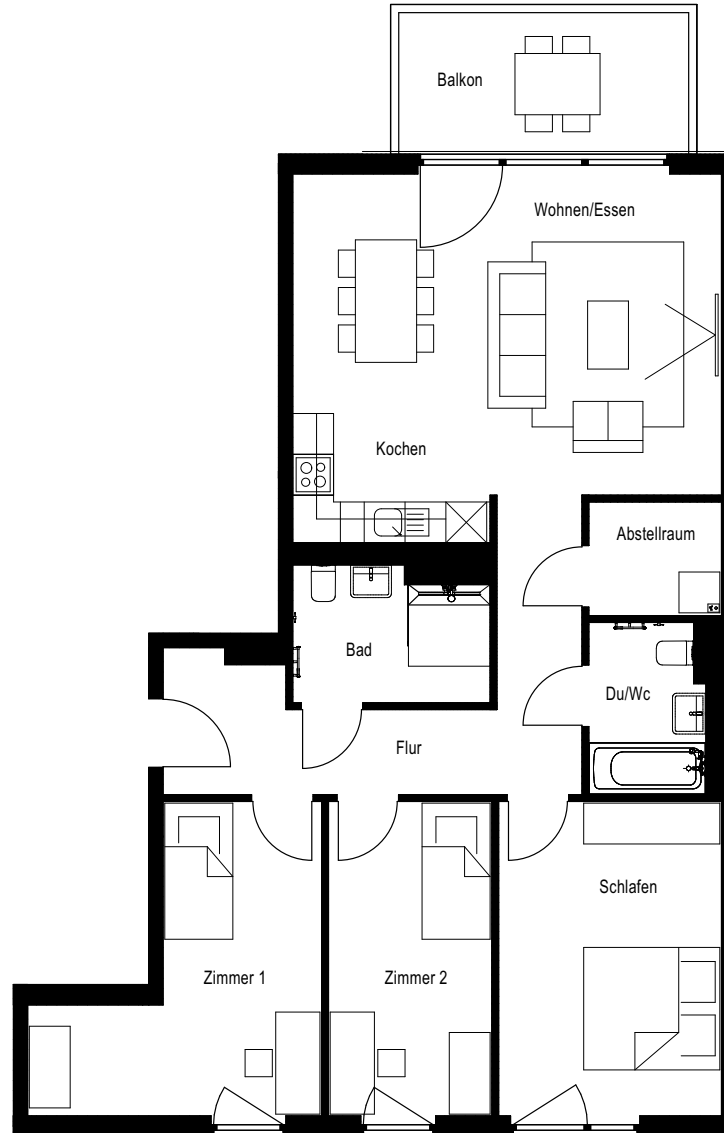 Balkon
Wohnen/Essen
Kochen
Abstellraum
Bad
Du/Wc
Flur
Schlafen
Zimmer 1
Zimmer 2